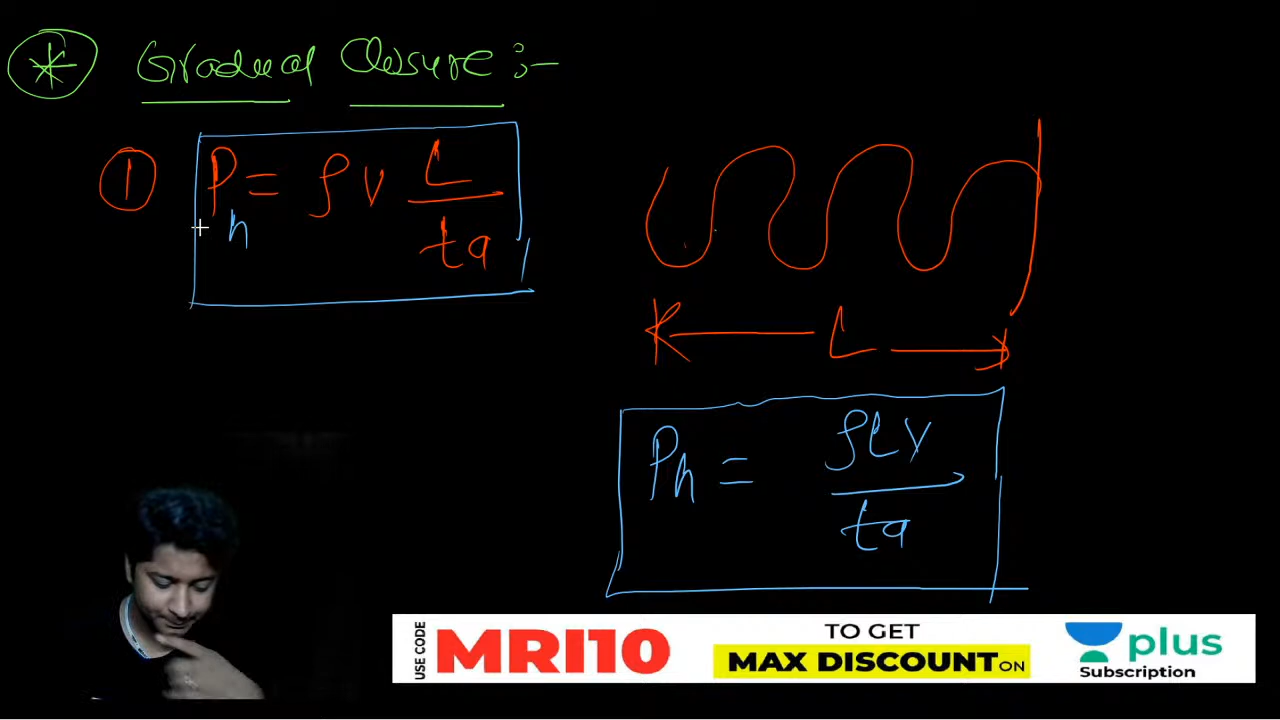 * Gradual Closure :-
① Ph = ρV L/ta
L
Ph = ρLV/ta
USE CODE MRI10 TO GET MAX DISCOUNT ON plus Subscription